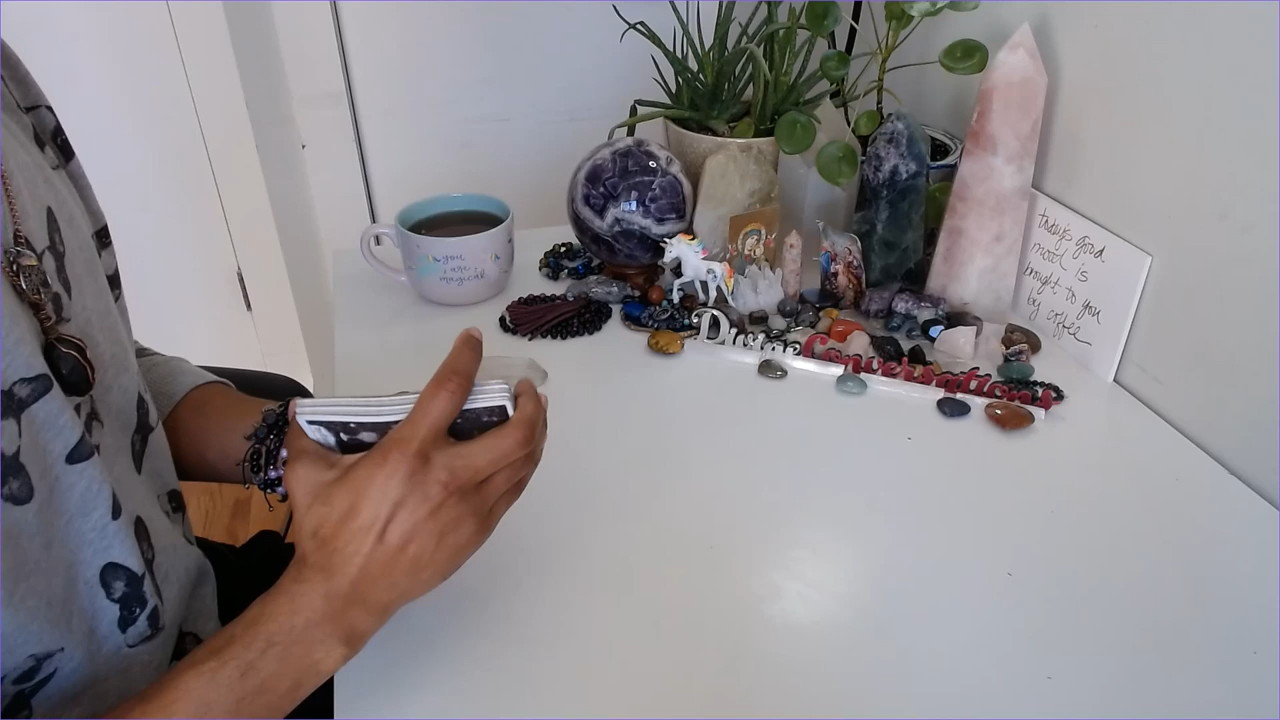 you
are
magical
Divine Conversations
today's good
mood is
brought to you
by coffee